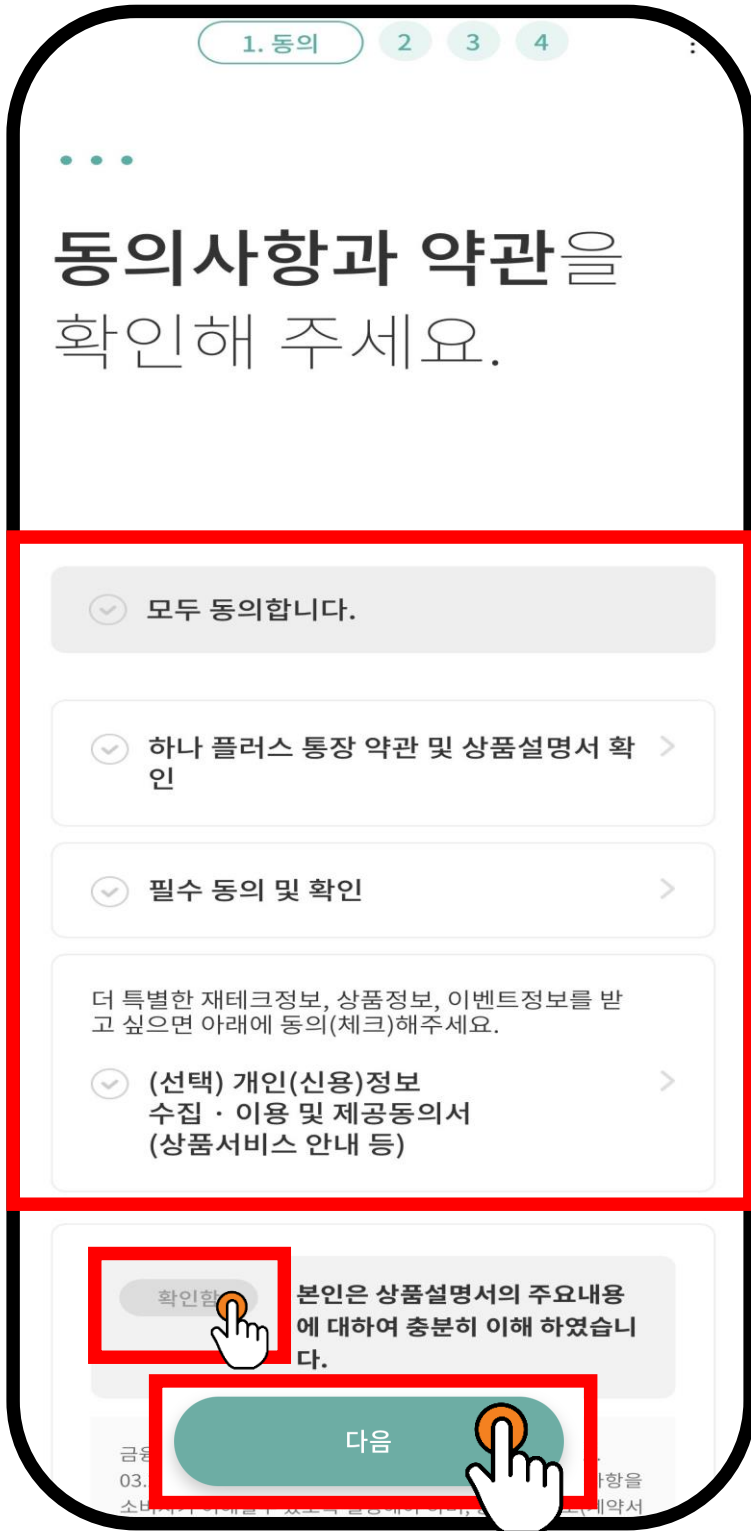 1. 동의 2 3 4
동의사항과 약관을
확인해 주세요.
모두 동의합니다.
하나 플러스 통장 약관 및 상품설명서 확
인
필수 동의 및 확인
더 특별한 재테크정보, 상품정보, 이벤트정보를 받
고 싶으면 아래에 동의(체크)해주세요.
(선택) 개인(신용)정보
수집 · 이용 및 제공동의서
(상품서비스 안내 등)
확인함
본인은 상품설명서의 주요내용
에 대하여 충분히 이해 하였습니
다.
다음
03.